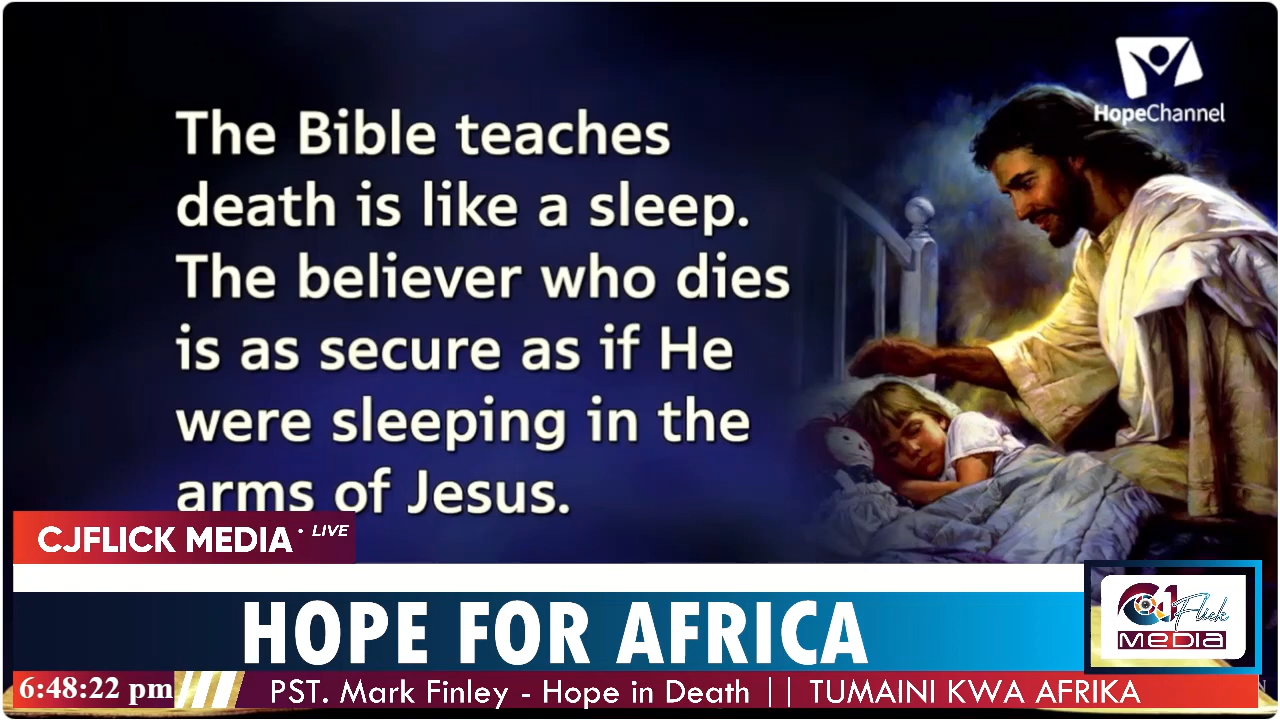 HopeChannel
The Bible teaches
death is like a sleep.
The believer who dies
is as secure as if He
were sleeping in the
arms of Jesus.
CJFLICK MEDIA • LIVE
HOPE FOR AFRICA
Flick
MEDIA
6:48:22 pm
PST. Mark Finley - Hope in Death || TUMAINI KWA AFRIKA